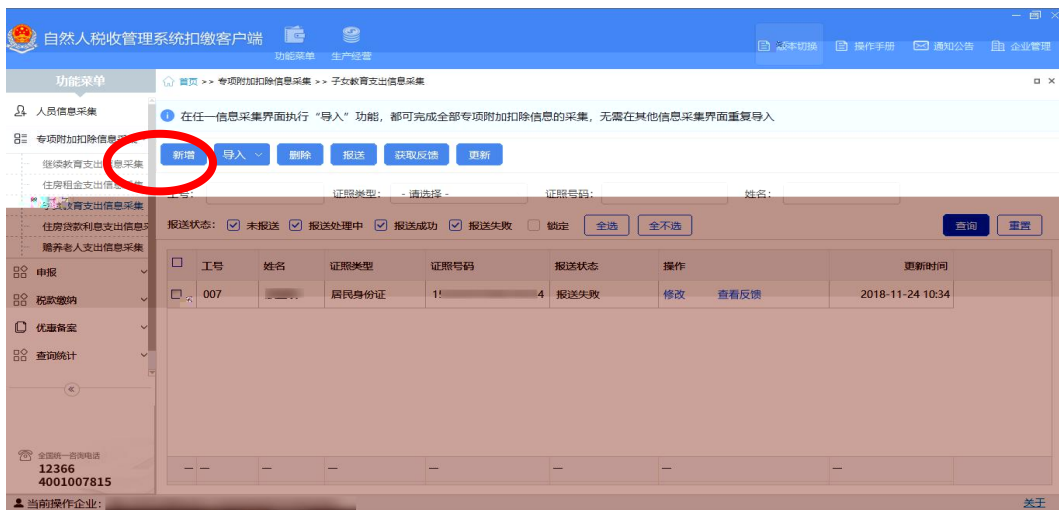 自然人税收管理系统扣缴客户端
功能菜单 生产经营
版本切换 操作手册 通知公告 企业管理
功能菜单
首页 >> 专项附加扣除信息采集 >> 子女教育支出信息采集
人员信息采集
专项附加扣除信息采集
继续教育支出信息采集
住房租金支出信息采集
子女教育支出信息采集
住房贷款利息支出信息采
赡养老人支出信息采集
申报
税款缴纳
优惠备案
查询统计
全国统一咨询电话
12366
4001007815
在任一信息采集界面执行“导入”功能，都可完成全部专项附加扣除信息的采集，无需在其他信息采集界面重复导入
新增 导入 删除 报送 获取反馈 更新
工号: 证照类型: - 请选择 - 证照号码: 姓名:
报送状态: 未报送 报送处理中 报送成功 报送失败 锁定 全选 全不选 查询 重置
工号 姓名 证照类型 证照号码 报送状态 操作 更新时间
007 居民身份证 15 4 报送失败 修改 查看反馈 2018-11-24 10:34
-- -- -- -- -- -- -- --
当前操作企业: 关于